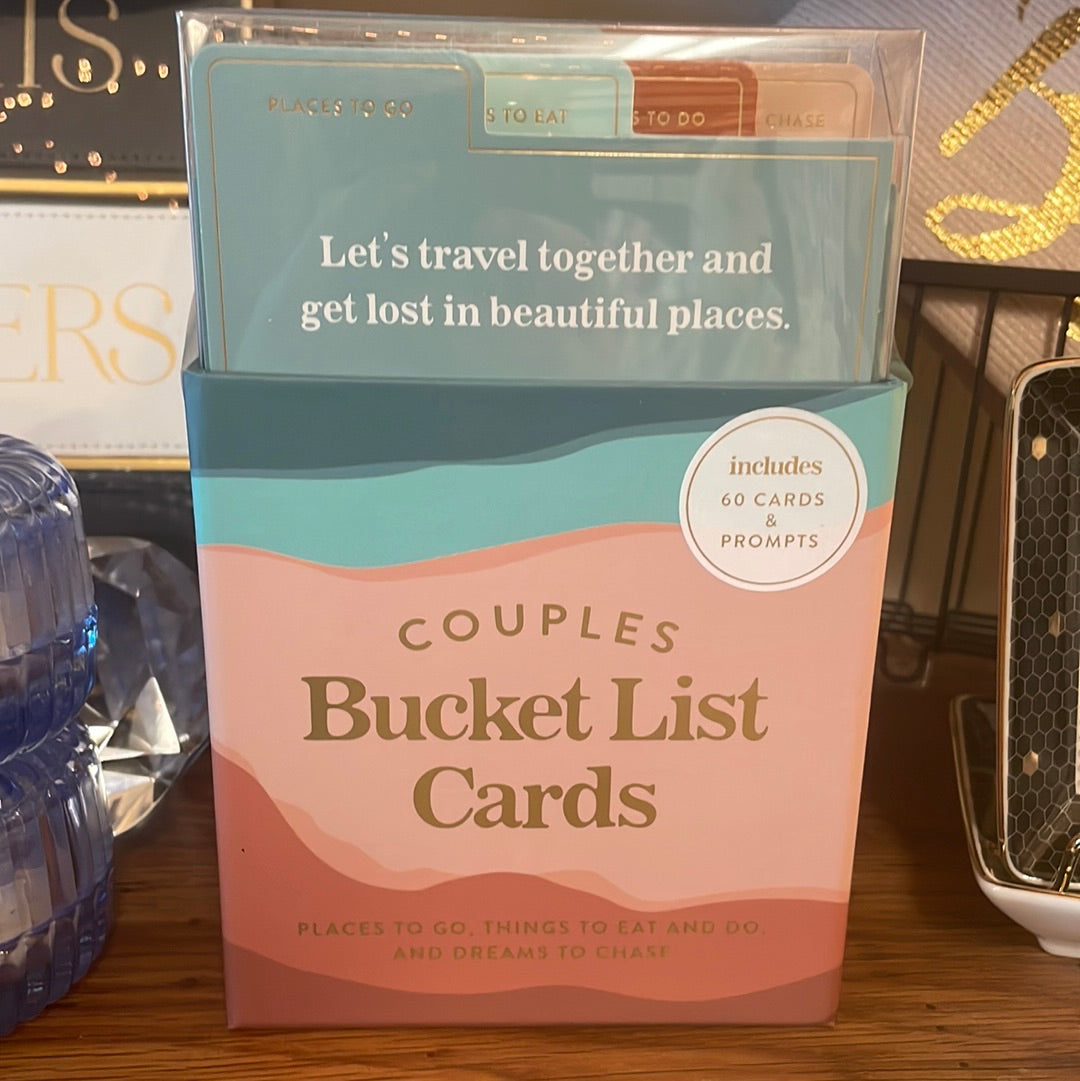 PLACES TO GO
S TO EAT
S TO DO
CHASE
Let's travel together and
get lost in beautiful places.
includes
60 CARDS
&
PROMPTS
COUPLES
Bucket List
Cards
PLACES TO GO, THINGS TO EAT AND DO,
AND DREAMS TO CHASE
ERS